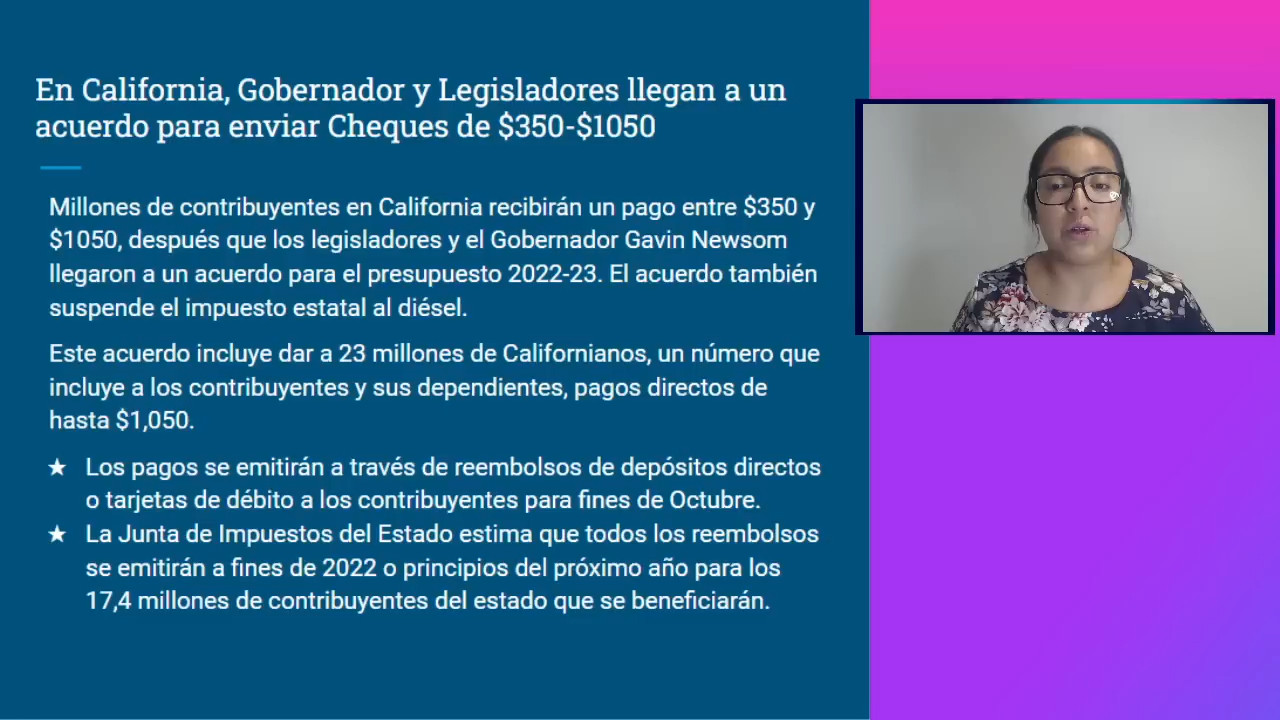 En California, Gobernador y Legisladores llegan a un
acuerdo para enviar Cheques de $350-$1050
Millones de contribuyentes en California recibirán un pago entre $350 y
$1050, después que los legisladores y el Gobernador Gavin Newsom
llegaron a un acuerdo para el presupuesto 2022-23. El acuerdo también
suspende el impuesto estatal al diésel.
Este acuerdo incluye dar a 23 millones de Californianos, un número que
incluye a los contribuyentes y sus dependientes, pagos directos de
hasta $1,050.
★ Los pagos se emitirán a través de reembolsos de depósitos directos
o tarjetas de débito a los contribuyentes para fines de Octubre.
★ La Junta de Impuestos del Estado estima que todos los reembolsos
se emitirán a fines de 2022 o principios del próximo año para los
17,4 millones de contribuyentes del estado que se beneficiarán.